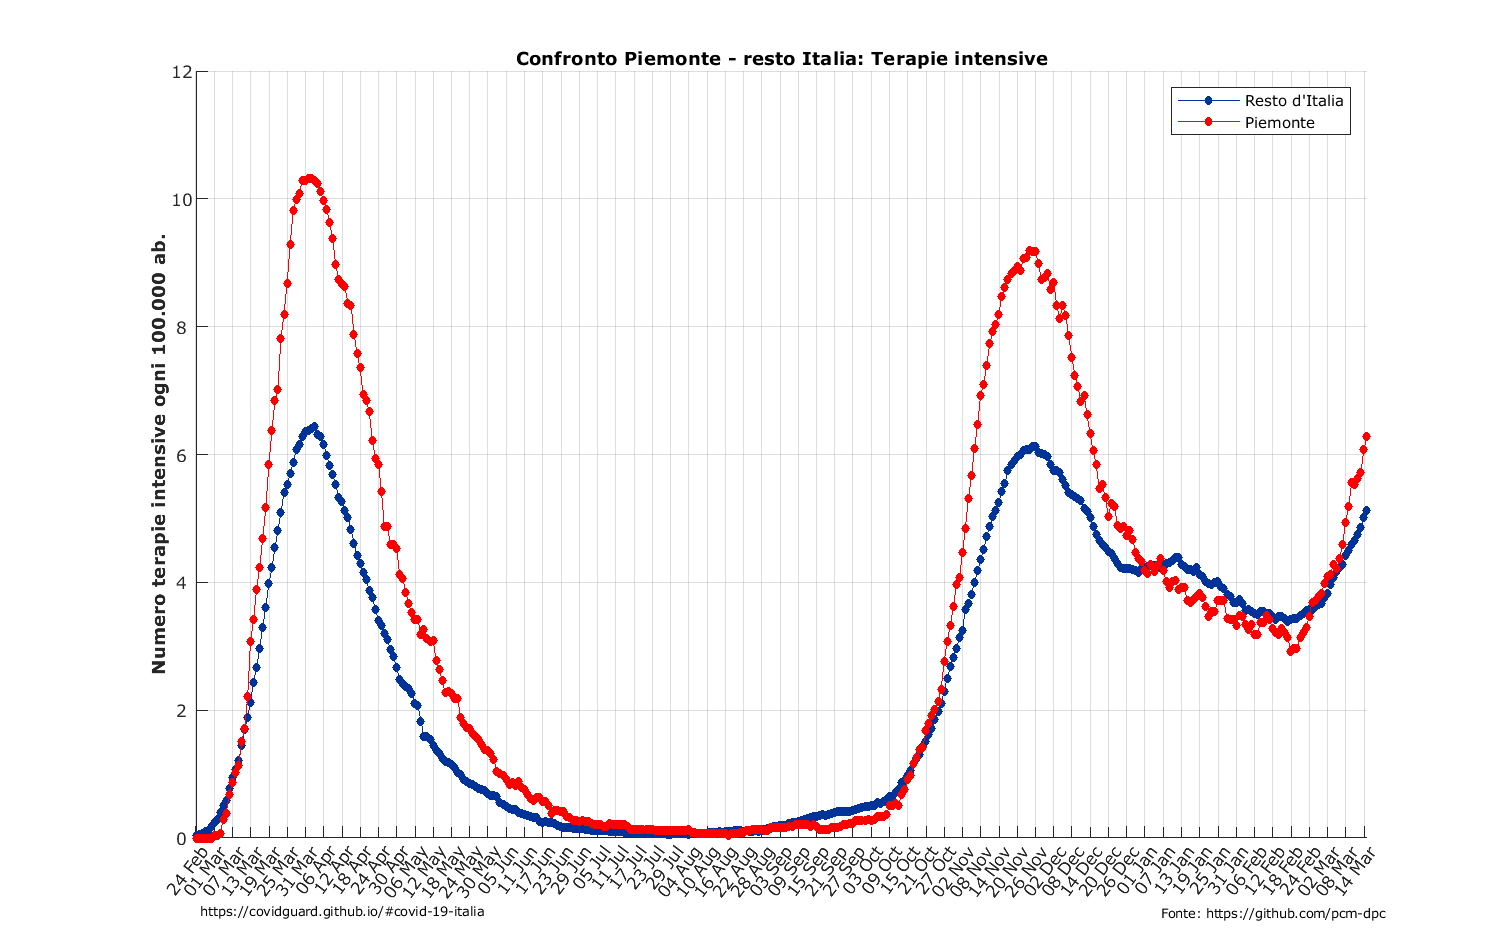 Confronto Piemonte - resto Italia: Terapie intensive
Resto d'Italia
Piemonte
Numero terapie intensive ogni 100.000 ab.
12
10
8
6
4
2
0
24 Feb
01 Mar
07 Mar
13 Mar
19 Mar
25 Mar
31 Mar
06 Apr
12 Apr
18 Apr
24 Apr
30 Apr
06 May
12 May
18 May
24 May
30 May
05 Jun
11 Jun
17 Jun
23 Jun
29 Jun
05 Jul
11 Jul
17 Jul
23 Jul
29 Jul
04 Aug
10 Aug
16 Aug
22 Aug
28 Aug
03 Sep
09 Sep
15 Sep
21 Sep
27 Sep
03 Oct
09 Oct
15 Oct
21 Oct
27 Oct
02 Nov
08 Nov
14 Nov
20 Nov
26 Nov
02 Dec
08 Dec
14 Dec
20 Dec
26 Dec
01 Jan
07 Jan
13 Jan
19 Jan
25 Jan
31 Jan
06 Feb
12 Feb
18 Feb
24 Feb
02 Mar
08 Mar
14 Mar
https://covidguard.github.io/#covid-19-italia
Fonte: https://github.com/pcm-dpc